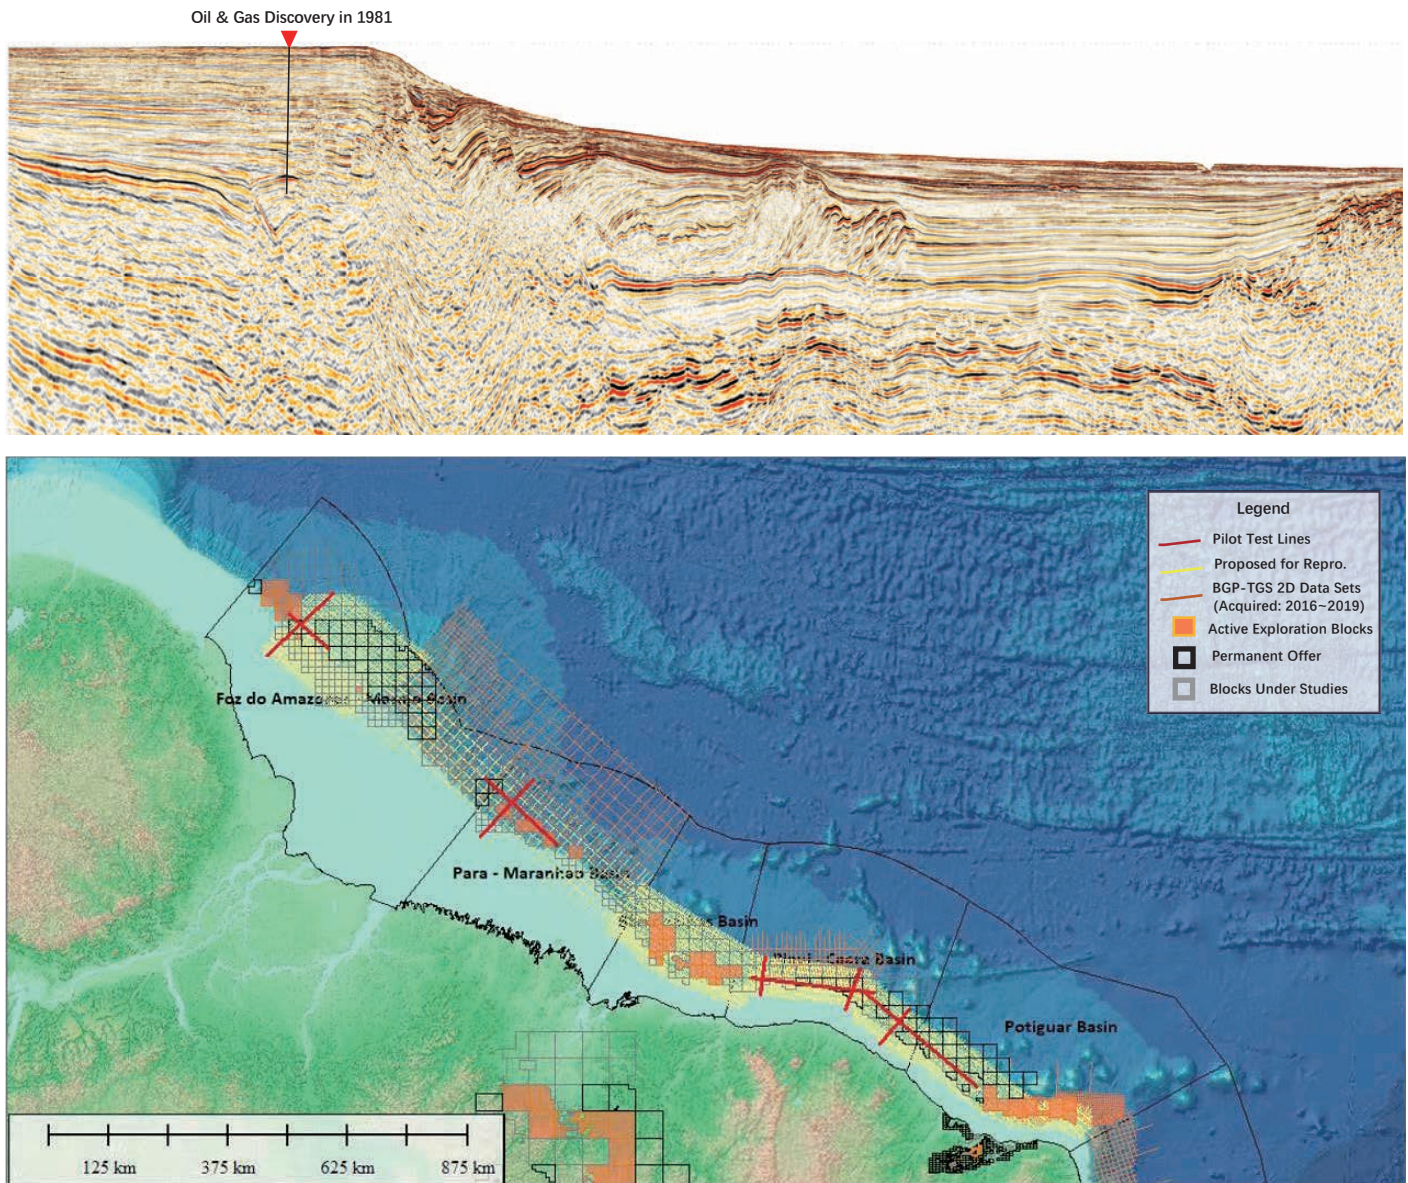 Oil & Gas Discovery in 1981
Legend
Pilot Test Lines
Proposed for Repro.
BGP-TGS 2D Data Sets
(Acquired: 2016~2019)
Active Exploration Blocks
Permanent Offer
Blocks Under Studies
Foz do Basin
Para - Maranhao Basin
Basin
Piaui - Ceara Basin
Potiguar Basin
125 km 375 km 625 km 875 km